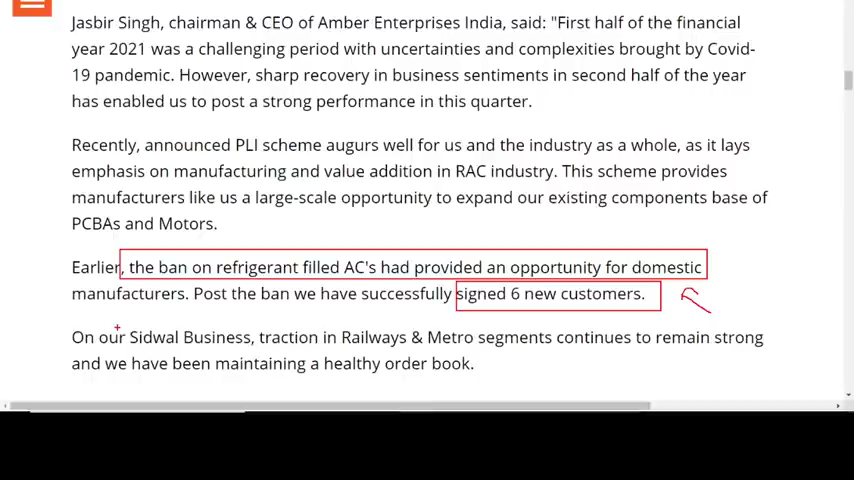 Jasbir Singh, chairman & CEO of Amber Enterprises India, said: "First half of the financial
year 2021 was a challenging period with uncertainties and complexities brought by Covid-
19 pandemic. However, sharp recovery in business sentiments in second half of the year
has enabled us to post a strong performance in this quarter.
Recently, announced PLI scheme augurs well for us and the industry as a whole, as it lays
emphasis on manufacturing and value addition in RAC industry. This scheme provides
manufacturers like us a large-scale opportunity to expand our existing components base of
PCBAs and Motors.
Earlier, the ban on refrigerant filled AC's had provided an opportunity for domestic
manufacturers. Post the ban we have successfully signed 6 new customers.
On our Sidwal Business, traction in Railways & Metro segments continues to remain strong
and we have been maintaining a healthy order book.